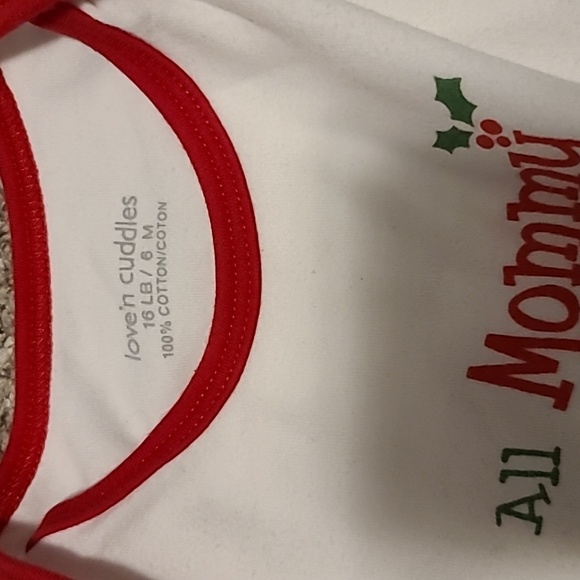 love'n cuddles
16 LB / 6 M
100% COTTON/COTON
All
Mommy